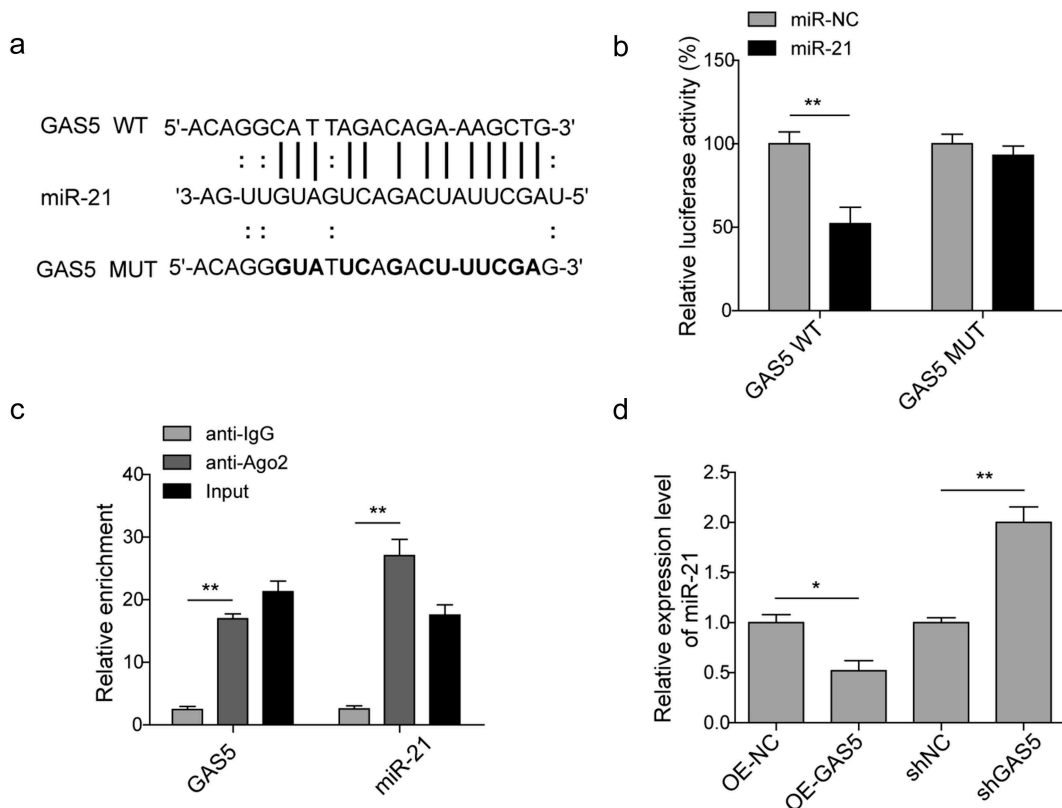 a
GAS5 WT 5'-ACAGGCAT TAGACAGA-AAGCTG-3'
: : | | | | | | | | | | | | | | :
miR-21 '3-AG-UUGUAGUCAGACUAUUCGAU-5'
: : : :
GAS5 MUT 5'-ACAGGGUATUCAGACU-UUCGAG-3'
b
miR-NC
miR-21
Relative luciferase activity (%)
150
100
50
0
**
GAS5 WT
GAS5 MUT
c
anti-IgG
anti-Ago2
Input
Relative enrichment
40
30
20
10
0
**
**
GAS5
miR-21
d
Relative expression level
of miR-21
2.5
2.0
1.5
1.0
0.5
0.0
*
**
OE-NC
OE-GAS5
shNC
shGAS5